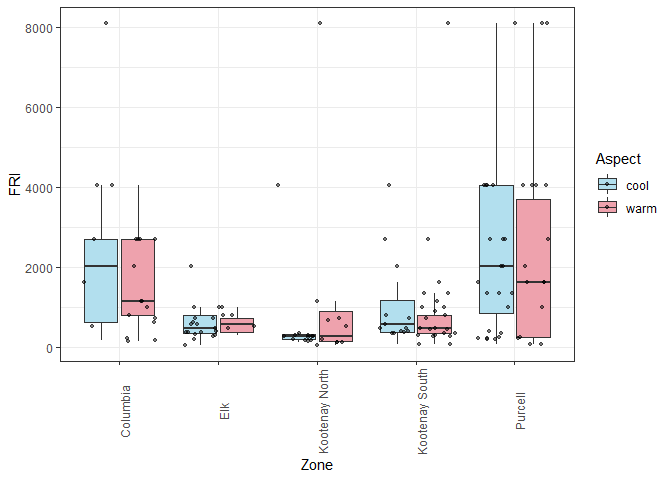 8000
6000
4000
2000
0
FRI
Columbia
Elk
Kootenay North
Kootenay South
Purcell
Zone
Aspect
cool
warm